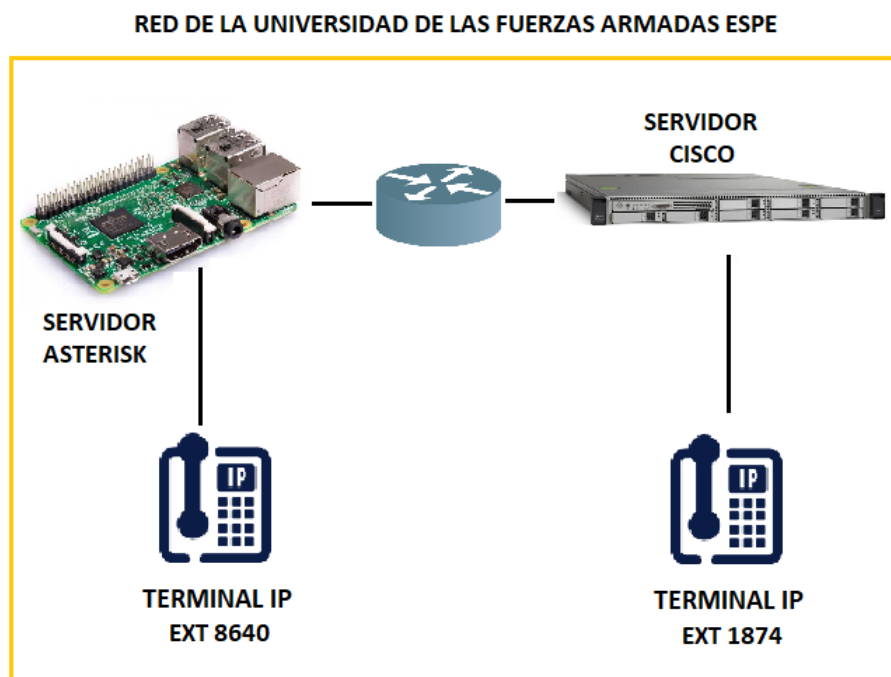 RED DE LA UNIVERSIDAD DE LAS FUERZAS ARMADAS ESPE
SERVIDOR
CISCO
SERVIDOR
ASTERISK
IP
IP
TERMINAL IP
EXT 8640
TERMINAL IP
EXT 1874